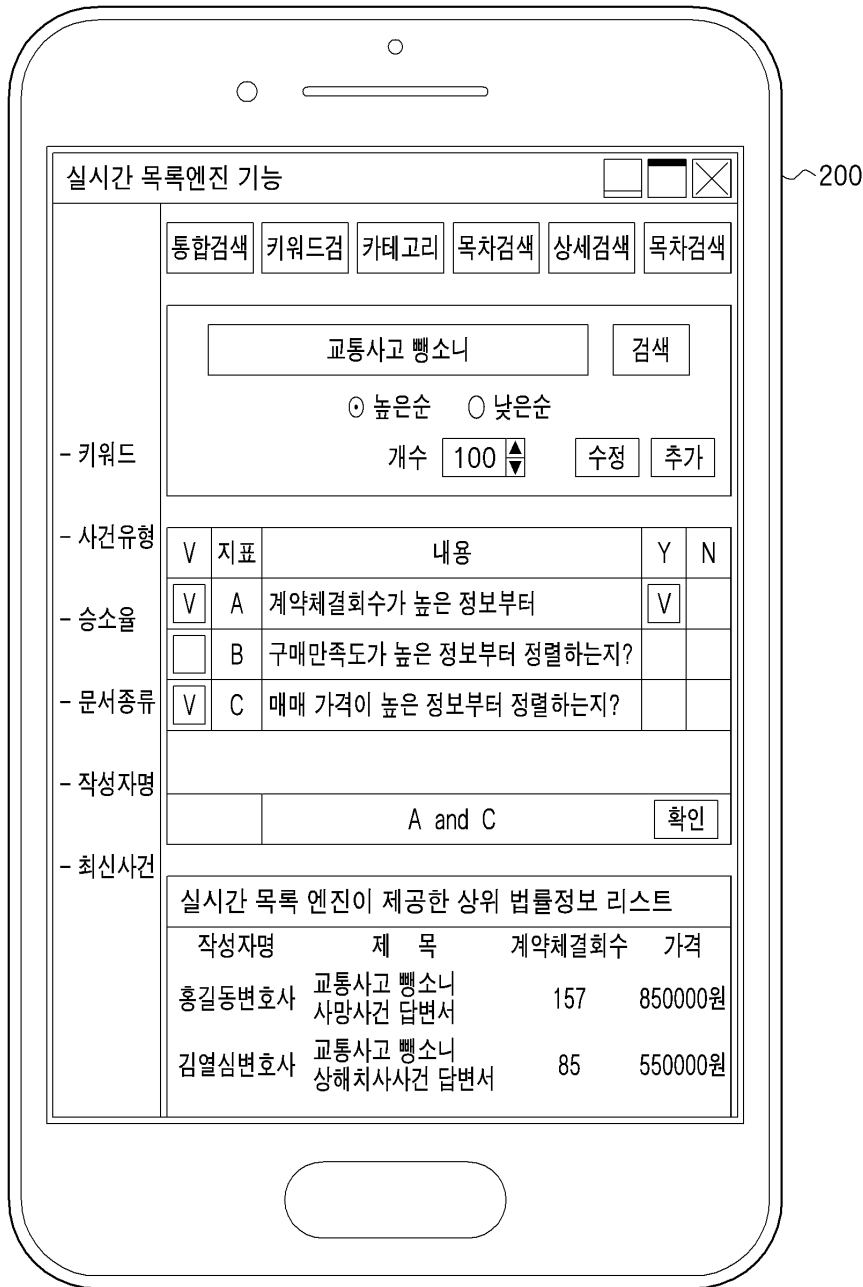 실시간 목록엔진 기능
200
통합검색 키워드검 카테고리 목차검색 상세검색 목차검색
교통사고 뺑소니 검색
높은순 낮은순
개수 100 수정 추가
- 키워드
- 사건유형
- 승소율
- 문서종류
- 작성자명
- 최신사건
V 지표 내용 Y N
V A 계약체결회수가 높은 정보부터 V
B 구매만족도가 높은 정보부터 정렬하는지?
V C 매매 가격이 높은 정보부터 정렬하는지?
A and C 확인
실시간 목록 엔진이 제공한 상위 법률정보 리스트
작성자명 제 목 계약체결회수 가격
홍길동변호사 교통사고 뺑소니 157 850000원
사망사건 답변서
김열심변호사 교통사고 뺑소니 85 550000원
상해치사사건 답변서